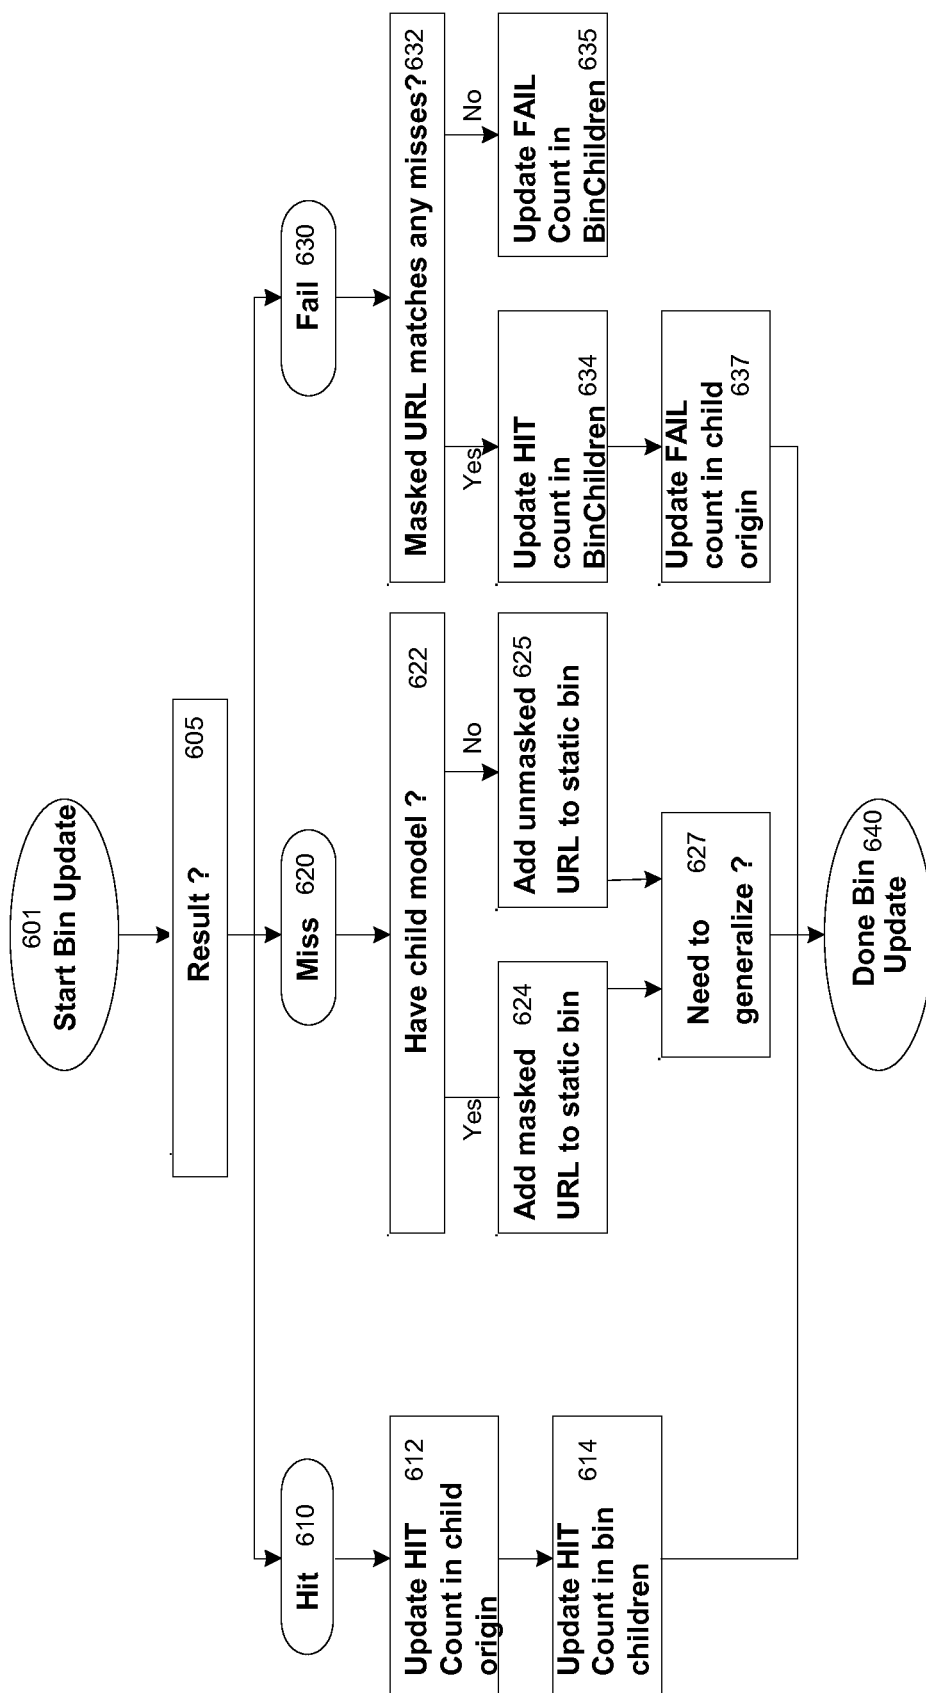 601
Start Bin Update
Result ? 605
Hit 610
Update HIT 612
Count in child
origin
Update HIT 614
Count in bin
children
Miss 620
Have child model ? 622
Yes
No
Add masked 624
URL to static bin
Add unmasked 625
URL to static bin
Need to 627
generalize ?
Fail 630
Masked URL matches any misses? 632
Yes
No
Update HIT
count in
BinChildren 634
Update FAIL
Count in
BinChildren 635
Update FAIL
count in child
origin 637
Done Bin 640
Update